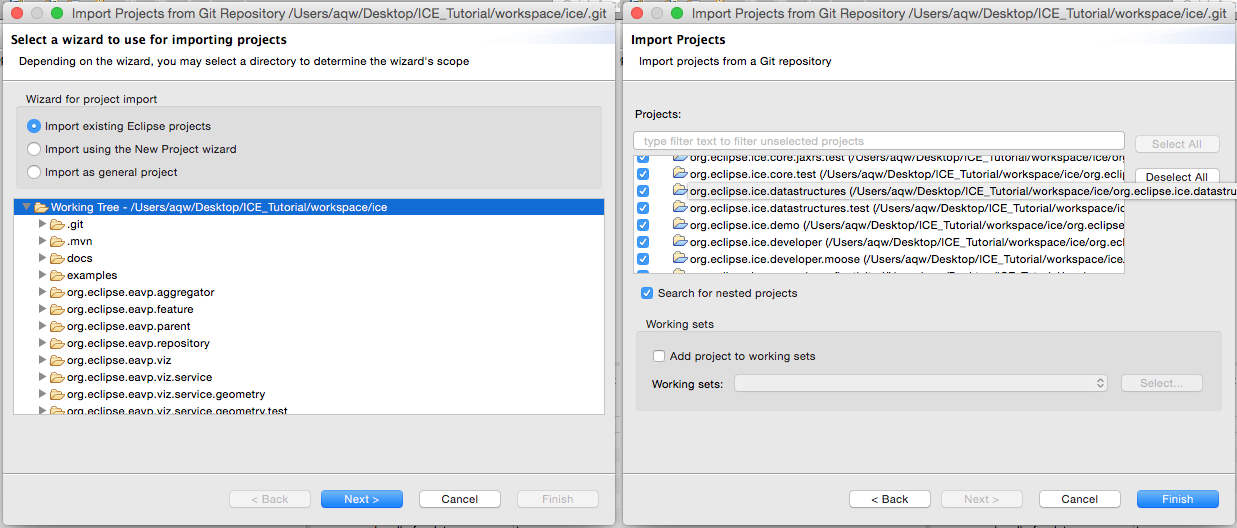 Import Projects from Git Repository /Users/aqw/Desktop/ICE_Tutorial/workspace/ice/.git
Select a wizard to use for importing projects
Depending on the wizard, you may select a directory to determine the wizard's scope
Wizard for project import
Import existing Eclipse projects
Import using the New Project wizard
Import as general project
Working Tree - /Users/aqw/Desktop/ICE_Tutorial/workspace/ice
.git
.mvn
docs
examples
org.eclipse.eavp.aggregator
org.eclipse.eavp.feature
org.eclipse.eavp.parent
org.eclipse.eavp.repository
org.eclipse.eavp.viz
org.eclipse.eavp.viz.service
org.eclipse.eavp.viz.service.geometry
org.eclipse.eavp.viz.service.geometry.test
< Back
Next >
Cancel
Finish
Import Projects from Git Repository /Users/aqw/Desktop/ICE_Tutorial/workspace/ice/.git
Import Projects
Import projects from a Git repository
Projects:
type filter text to filter unselected projects
Select All
Deselect All
org.eclipse.ice.core.jaxrs.test (/Users/aqw/Desktop/ICE_Tutorial/workspace/ice/org
org.eclipse.ice.core.test (/Users/aqw/Desktop/ICE_Tutorial/workspace/ice/org.eclip
org.eclipse.ice.datastructures (/Users/aqw/Desktop/ICE_Tutorial/workspace/ice/org.eclipse.ice.datastru
org.eclipse.ice.datastructures.test (/Users/aqw/Desktop/ICE_Tutorial/workspace/ic
org.eclipse.ice.demo (/Users/aqw/Desktop/ICE_Tutorial/workspace/ice/org.eclipse
org.eclipse.ice.developer (/Users/aqw/Desktop/ICE_Tutorial/workspace/ice/org.ecl
org.eclipse.ice.developer.moose (/Users/aqw/Desktop/ICE_Tutorial/workspace/ice/
Search for nested projects
Working sets
Add project to working sets
Working sets:
Select...
< Back
Next >
Cancel
Finish